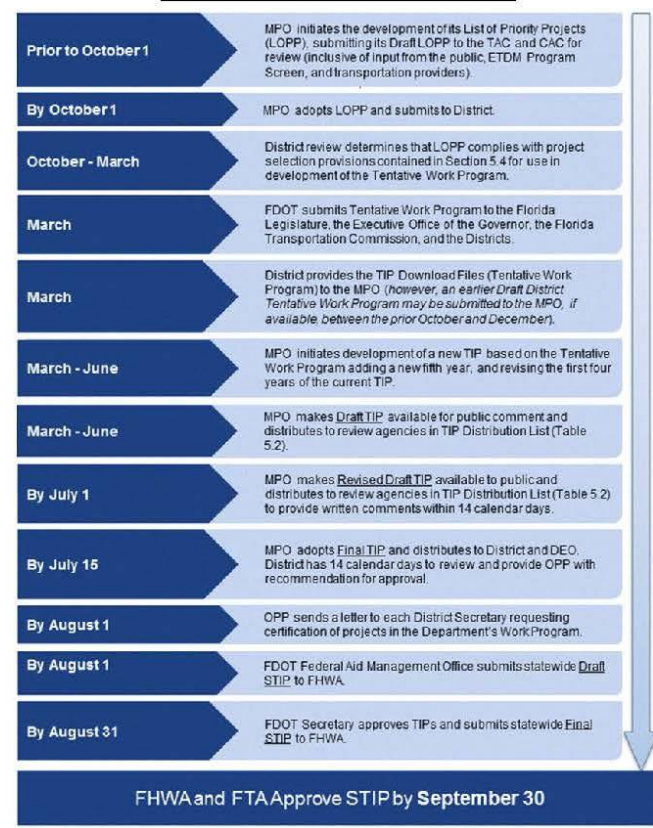 Prior to October 1
MPO initiates the development of its List of Priority Projects
(LOPP), submitting its Draft LOPP to the TAC and CAC for
review (inclusive of input from the public, ETDM Program
Screen, and transportation providers).
By October 1
MPO adopts LOPP and submits to District.
October - March
District review determines that LOPP complies with project
selection provisions contained in Section 5.4 for use in
development of the Tentative Work Program.
March
FDOT submits Tentative Work Program to the Florida
Legislature, the Executive Office of the Governor, the Florida
Transportation Commission, and the Districts.
March
District provides the TIP Download Files (Tentative Work
Program) to the MPO (however, an earlier Draft District
Tentative Work Program may be submitted to the MPO, if
available, between the prior October and December).
March - June
MPO initiates development of a new TIP based on the Tentative
Work Program adding a new fifth year, and revising the first four
years of the current TIP.
March - June
MPO makes Draft TIP available for public comment and
distributes to review agencies in TIP Distribution List (Table
5.2).
By July 1
MPO makes Revised Draft TIP available to public and
distributes to review agencies in TIP Distribution List (Table 5.2)
to provide written comments within 14 calendar days.
By July 15
MPO adopts Final TIP and distributes to District and DEO.
District has 14 calendar days to review and provide OPP with
recommendation for approval.
By August 1
OPP sends a letter to each District Secretary requesting
certification of projects in the Department's Work Program.
By August 1
FDOT Federal Aid Management Office submits statewide Draft
STIP to FHWA.
By August 31
FDOT Secretary approves TIPs and submits statewide Final
STIP to FHWA.
FHWA and FTA Approve STIP by September 30